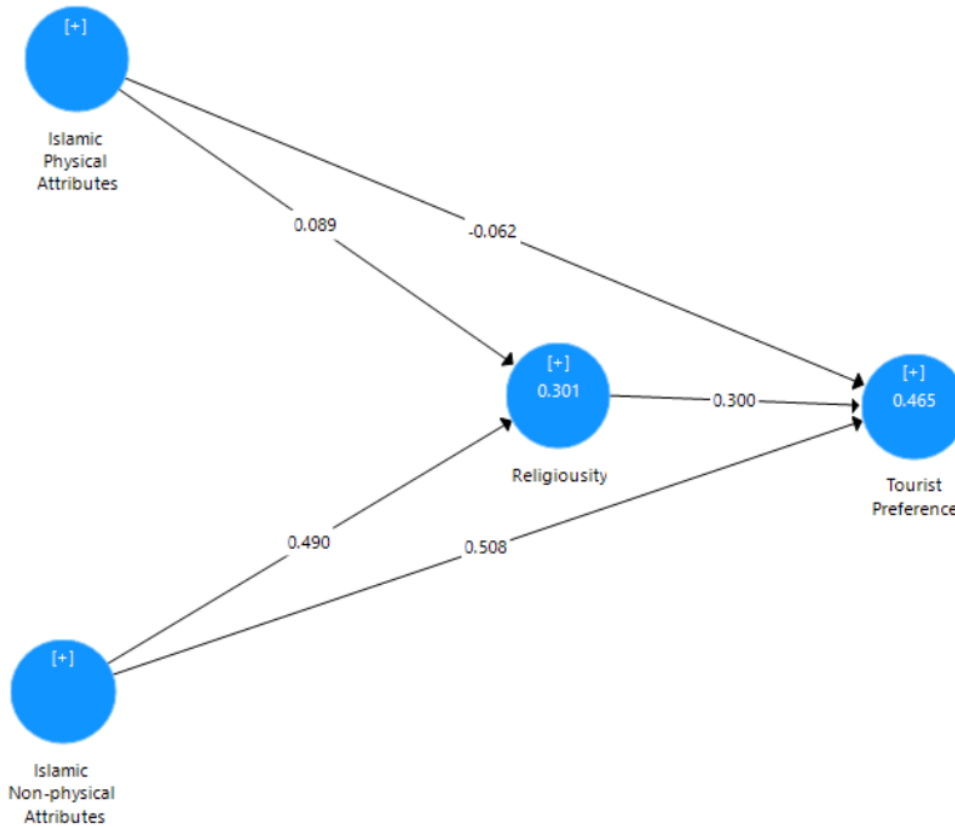 [+]
Islamic
Physical
Attributes
0.089
-0.062
[+]
0.301
Religiousity
0.300
[+]
0.465
Tourist
Preference
0.490
0.508
[+]
Islamic
Non-physical
Attributes